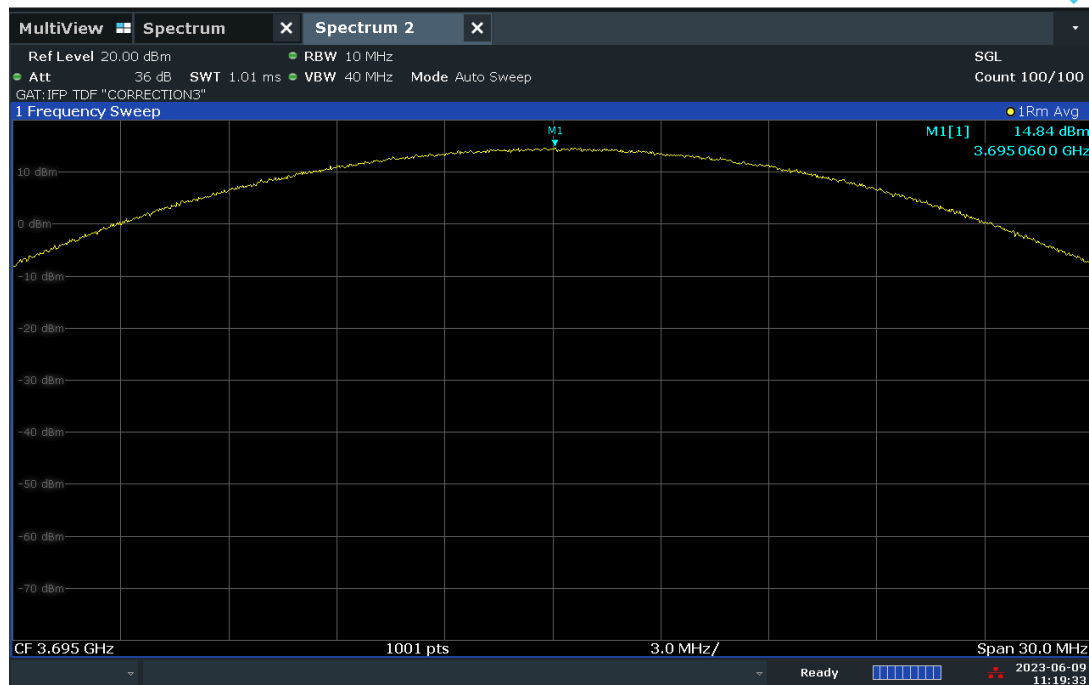 MultiView Spectrum X Spectrum 2 X
Ref Level 20.00 dBm RBW 10 MHz SGL
Att 36 dB SWT 1.01 ms VBW 40 MHz Mode Auto Sweep Count 100/100
GAT:IFP TDF "CORRECTION3"
1 Frequency Sweep 1Rm Avg
M1 M1[1] 14.84 dBm
3.695 060 0 GHz
10 dBm
0 dBm
-10 dBm
-20 dBm
-30 dBm
-40 dBm
-50 dBm
-60 dBm
-70 dBm
CF 3.695 GHz 1001 pts 3.0 MHz/ Span 30.0 MHz
Ready 2023-06-09
11:19:33